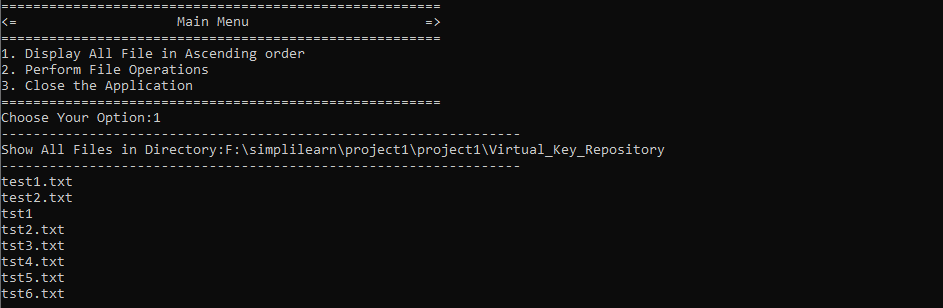 =======================================================
<=                    Main Menu                      =>
=======================================================
1. Display All File in Ascending order
2. Perform File Operations
3. Close the Application
=======================================================
Choose Your Option:1
-----------------------------------------------------------------
Show All Files in Directory:F:\simplilearn\project1\project1\Virtual_Key_Repository
-----------------------------------------------------------------
test1.txt
test2.txt
tst1
tst2.txt
tst3.txt
tst4.txt
tst5.txt
tst6.txt